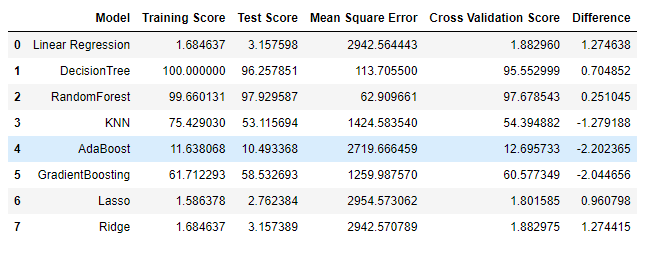 Model Training Score Test Score Mean Square Error Cross Validation Score Difference
0 Linear Regression 1.684637 3.157598 2942.564443 1.882960 1.274638
1 DecisionTree 100.000000 96.257851 113.705500 95.552999 0.704852
2 RandomForest 99.660131 97.929587 62.909661 97.678543 0.251045
3 KNN 75.429030 53.115694 1424.583540 54.394882 -1.279188
4 AdaBoost 11.638068 10.493368 2719.666459 12.695733 -2.202365
5 GradientBoosting 61.712293 58.532693 1259.987570 60.577349 -2.044656
6 Lasso 1.586378 2.762384 2954.573062 1.801585 0.960798
7 Ridge 1.684637 3.157389 2942.570789 1.882975 1.274415